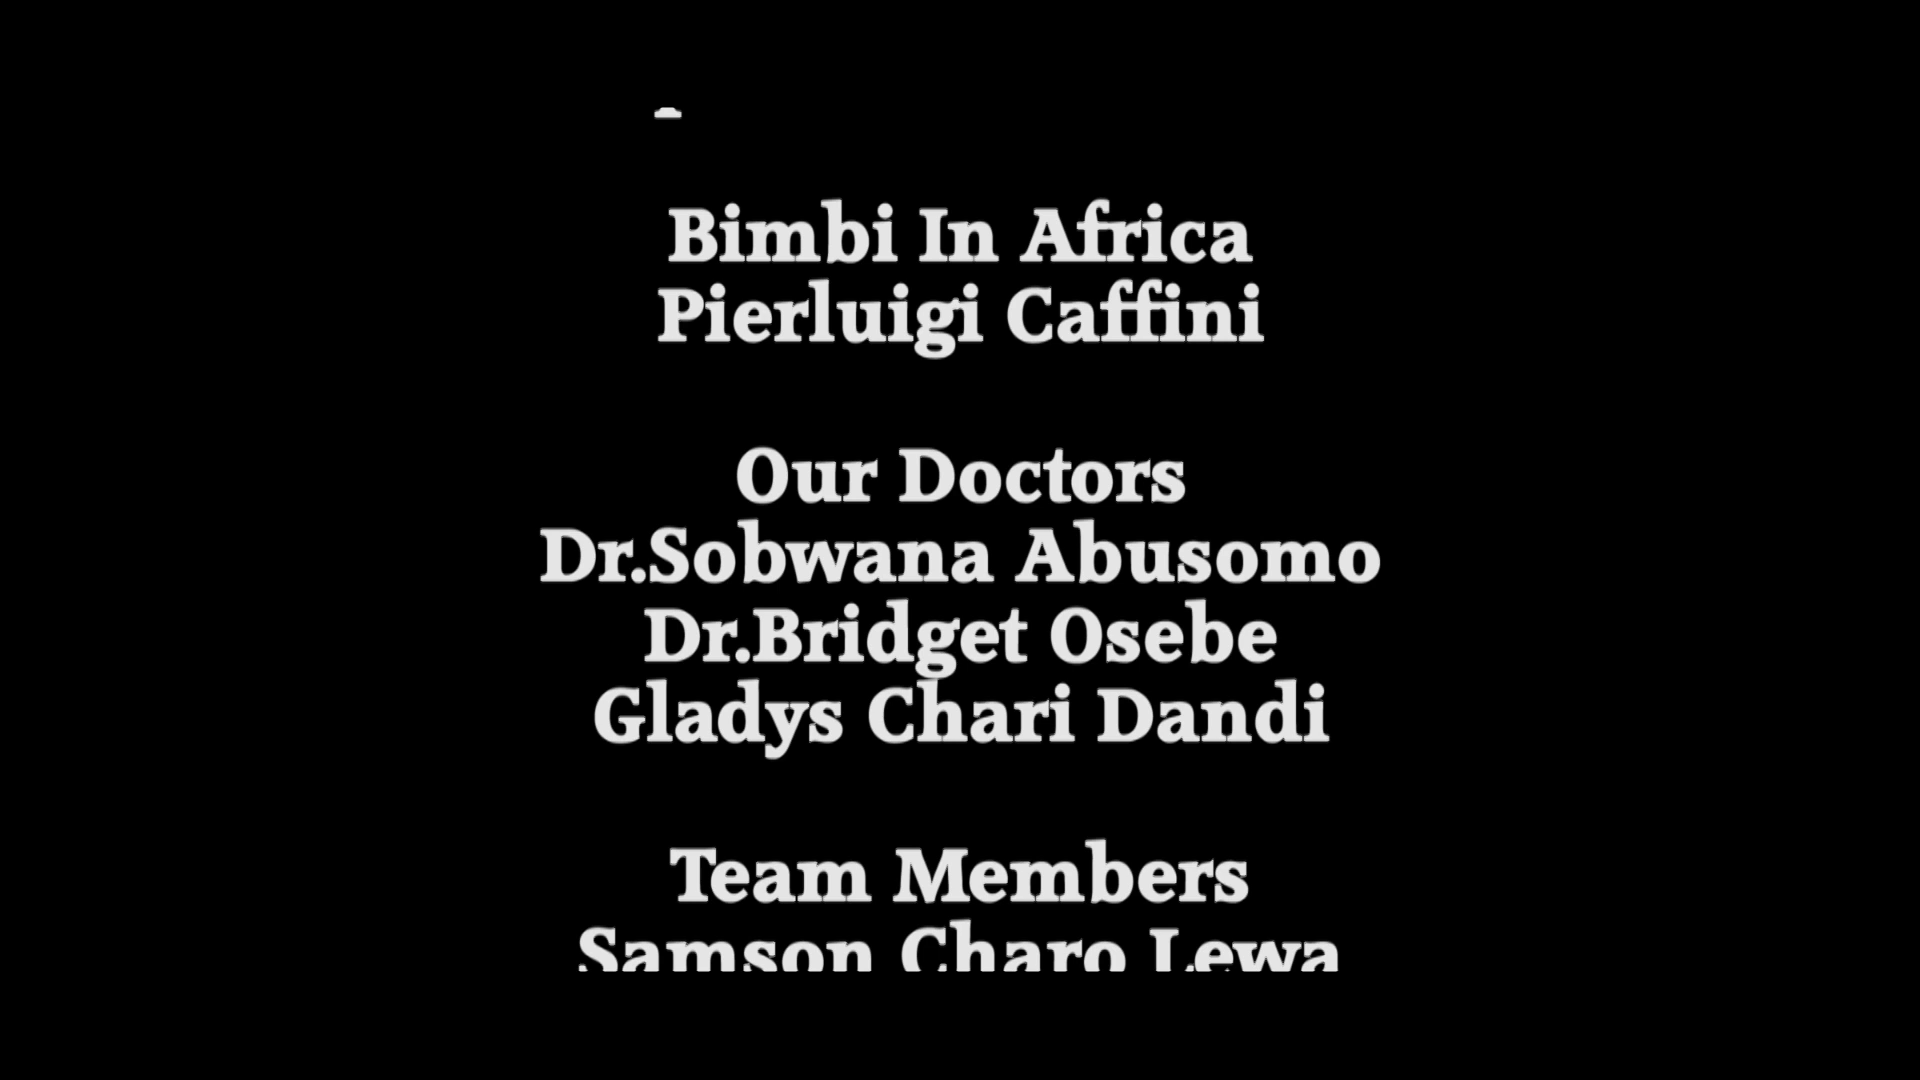 Bimbi In Africa
Pierluigi Caffini
Our Doctors
Dr.Sobwana Abusomo
Dr.Bridget Osebe
Gladys Chari Dandi
Team Members
Samson Charo Lewa